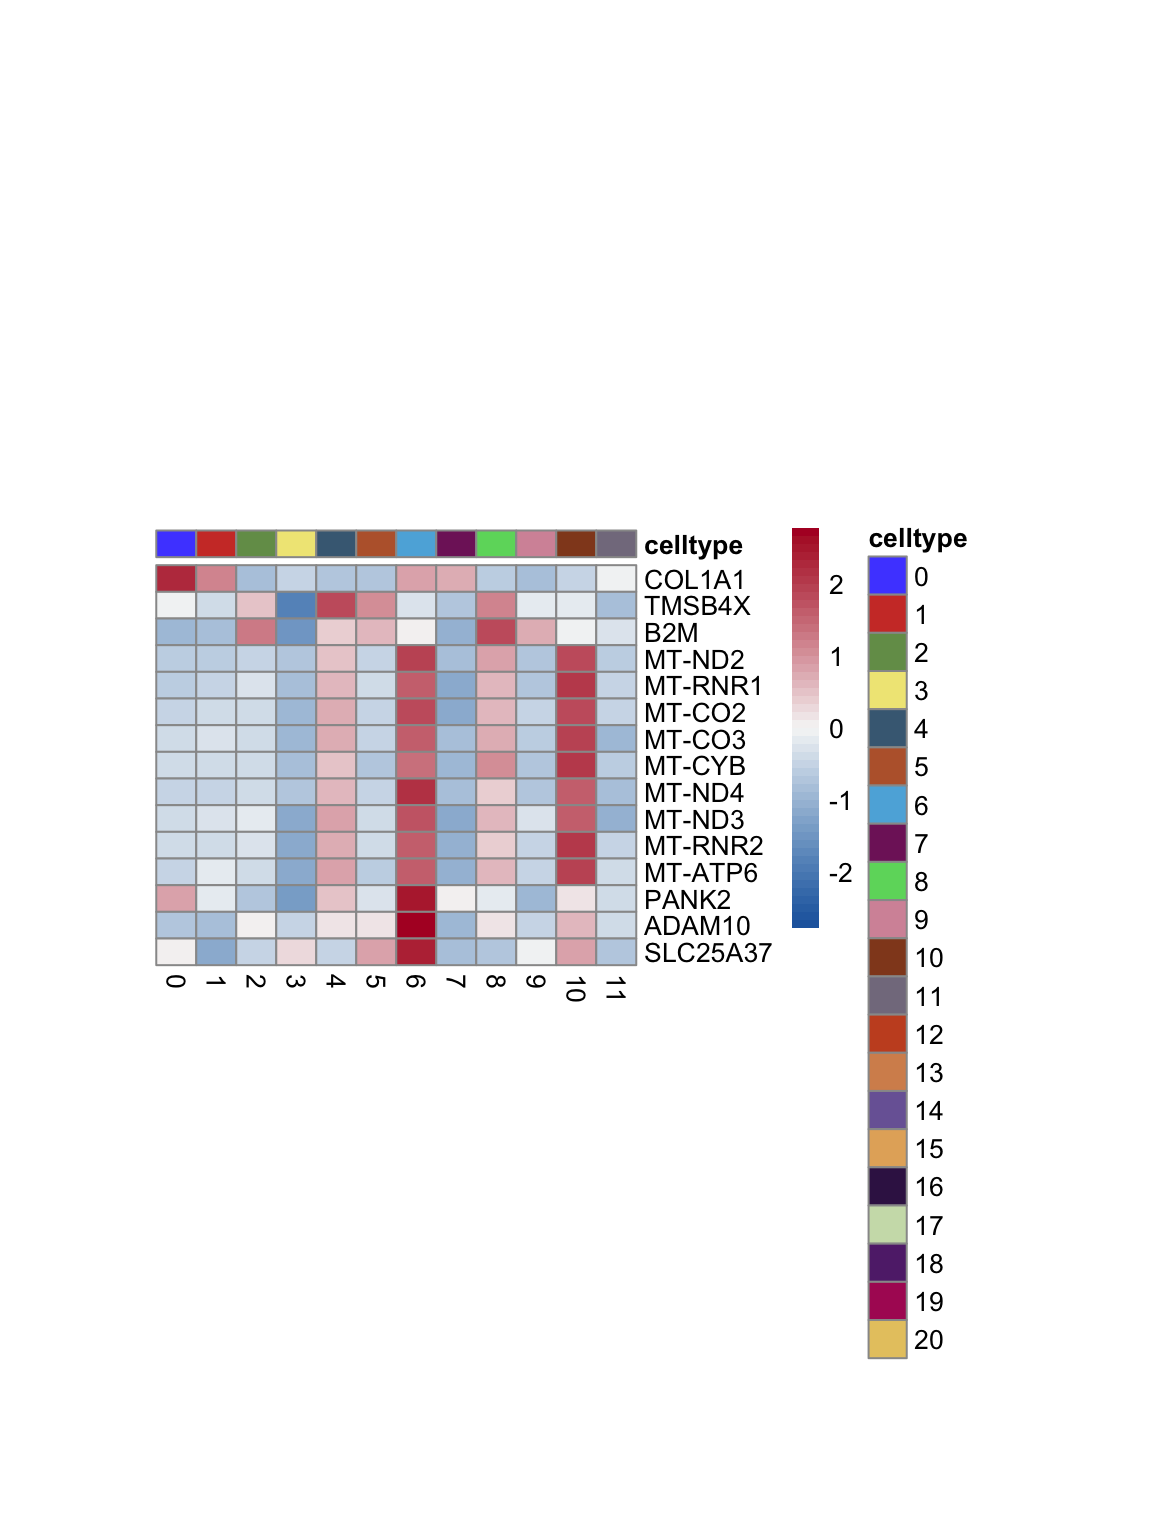 celltype
COL1A1
TMSB4X
B2M
MT-ND2
MT-RNR1
MT-CO2
MT-CO3
MT-CYB
MT-ND4
MT-ND3
MT-RNR2
MT-ATP6
PANK2
ADAM10
SLC25A37
0 1 2 3 4 5 6 7 8 9 10 11
2
1
0
-1
-2
celltype
0
1
2
3
4
5
6
7
8
9
10
11
12
13
14
15
16
17
18
19
20